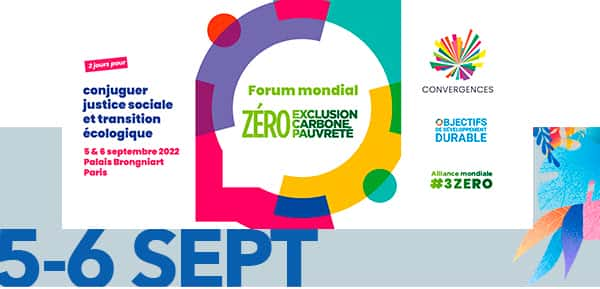 2 jours pour
conjuguer
justice sociale
et transition
écologique
5 & 6 septembre 2022
Palais Brongniart
Paris
Forum mondial
ZÉRO EXCLUSION
CARBONE
PAUVRETÉ
CONVERGENCES
OBJECTIFS
DE DÉVELOPPEMENT
DURABLE
Alliance mondiale
#3ZERO
5-6 SEPT